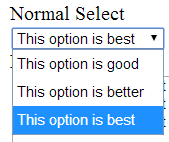 Normal Select
This option is best
This option is good
This option is better
This option is best